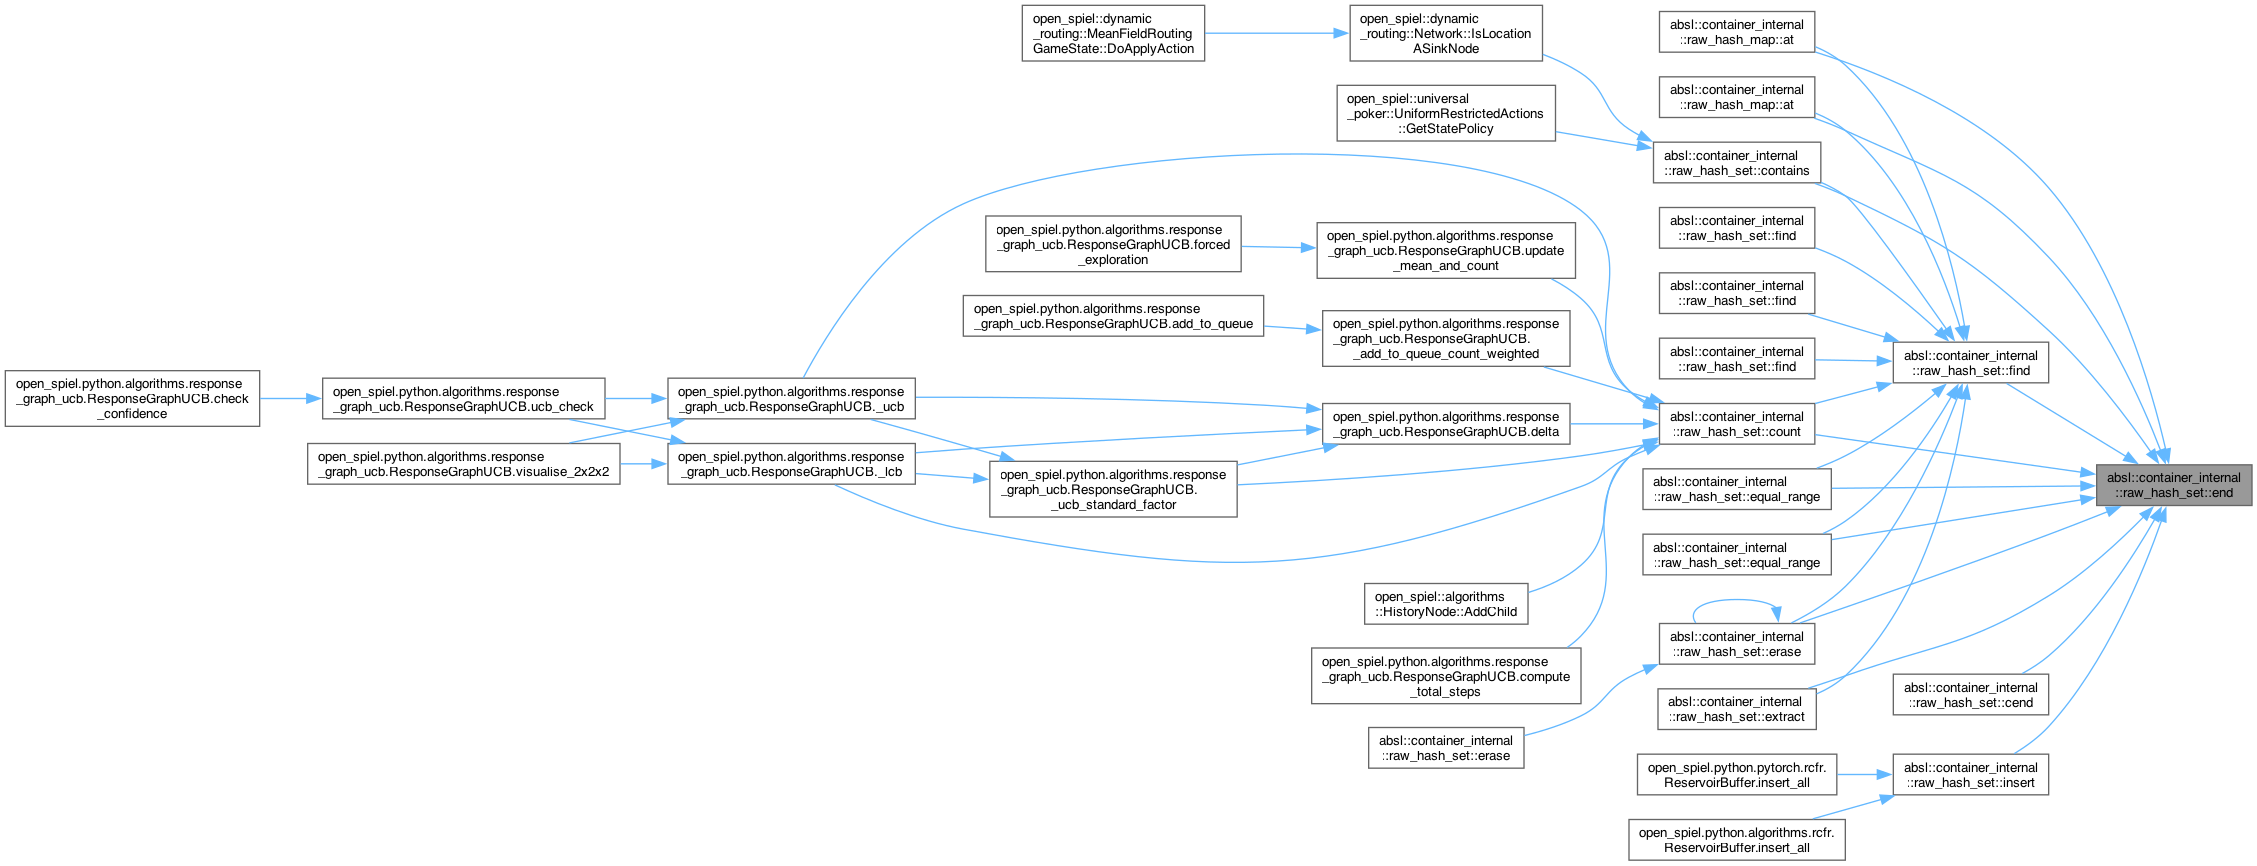 open_spiel::dynamic
_routing::MeanFieldRouting
GameState::DoApplyAction
open_spiel::dynamic
_routing::Network::IsLocation
ASinkNode
absl::container_internal
::raw_hash_map::at
absl::container_internal
::raw_hash_map::at
open_spiel::universal
_poker::UniformRestrictedActions
::GetStatePolicy
absl::container_internal
::raw_hash_set::contains
absl::container_internal
::raw_hash_set::find
open_spiel.python.algorithms.response
_graph_ucb.ResponseGraphUCB.forced
_exploration
open_spiel.python.algorithms.response
_graph_ucb.ResponseGraphUCB.update
_mean_and_count
absl::container_internal
::raw_hash_set::find
open_spiel.python.algorithms.response
_graph_ucb.ResponseGraphUCB.add_to_queue
open_spiel.python.algorithms.response
_graph_ucb.ResponseGraphUCB.
_add_to_queue_count_weighted
absl::container_internal
::raw_hash_set::find
absl::container_internal
::raw_hash_set::find
open_spiel.python.algorithms.response
_graph_ucb.ResponseGraphUCB.check
_confidence
open_spiel.python.algorithms.response
_graph_ucb.ResponseGraphUCB.ucb_check
open_spiel.python.algorithms.response
_graph_ucb.ResponseGraphUCB._ucb
open_spiel.python.algorithms.response
_graph_ucb.ResponseGraphUCB.delta
absl::container_internal
::raw_hash_set::count
open_spiel.python.algorithms.response
_graph_ucb.ResponseGraphUCB.visualise_2x2x2
open_spiel.python.algorithms.response
_graph_ucb.ResponseGraphUCB._lcb
open_spiel.python.algorithms.response
_graph_ucb.ResponseGraphUCB.
_ucb_standard_factor
absl::container_internal
::raw_hash_set::equal_range
absl::container_internal
::raw_hash_set::end
absl::container_internal
::raw_hash_set::equal_range
open_spiel::algorithms
::HistoryNode::AddChild
absl::container_internal
::raw_hash_set::erase
open_spiel.python.algorithms.response
_graph_ucb.ResponseGraphUCB.compute
_total_steps
absl::container_internal
::raw_hash_set::extract
absl::container_internal
::raw_hash_set::cend
absl::container_internal
::raw_hash_set::erase
open_spiel.python.pytorch.rcfr.
ReservoirBuffer.insert_all
absl::container_internal
::raw_hash_set::insert
open_spiel.python.algorithms.rcfr.
ReservoirBuffer.insert_all